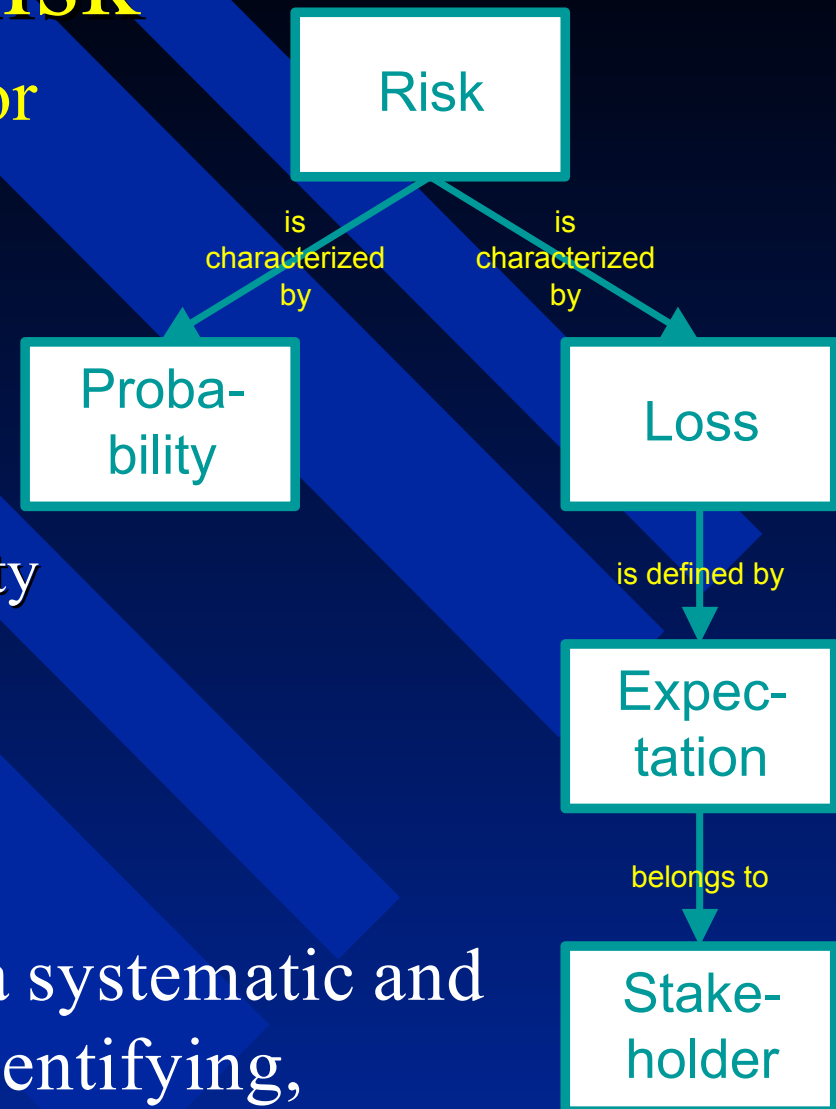 Risk
or
is
characterized
by
is
characterized
by
Proba-
bility
Loss
is defined by
Expec-
tation
belongs to
a systematic and
Stake-
holder